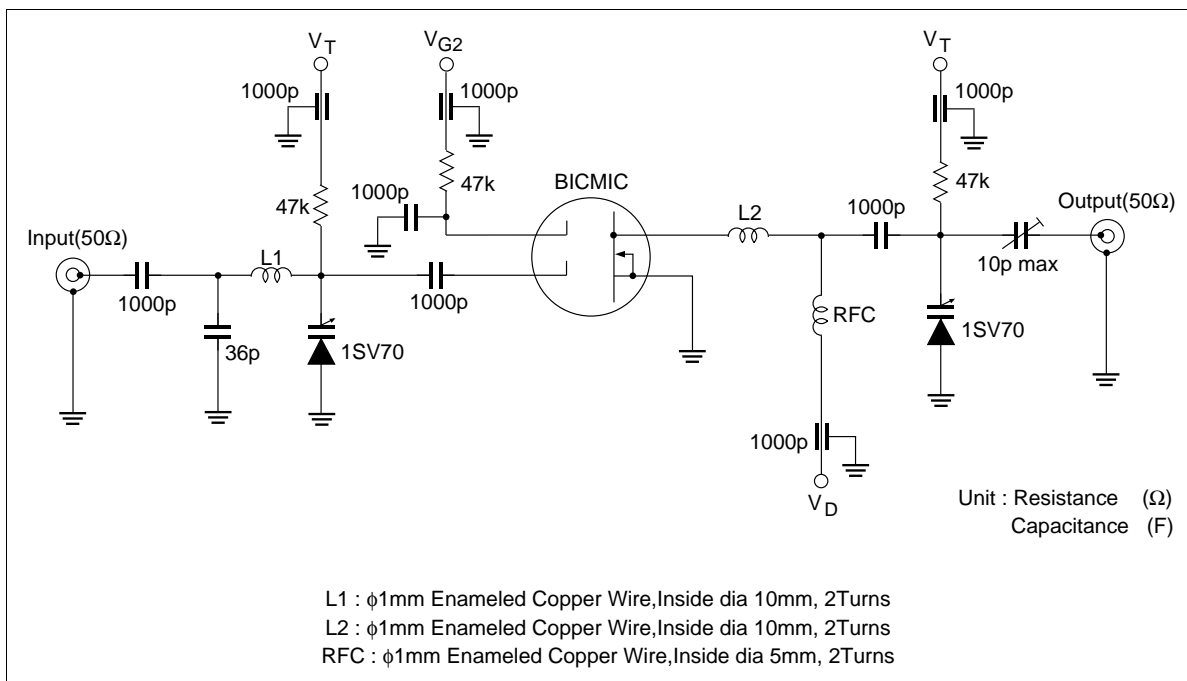 V_T
V_G2
V_T
1000p
1000p
1000p
47k
BICMIC
47k
1000p
47k
L2
1000p
Output(50Ω)
Input(50Ω)
L1
10p max
1000p
1000p
RFC
1SV70
36p
1SV70
1000p
V_D
Unit : Resistance (Ω)
Capacitance (F)
L1 : ϕ1mm Enameled Copper Wire,Inside dia 10mm, 2Turns
L2 : ϕ1mm Enameled Copper Wire,Inside dia 10mm, 2Turns
RFC : ϕ1mm Enameled Copper Wire,Inside dia 5mm, 2Turns